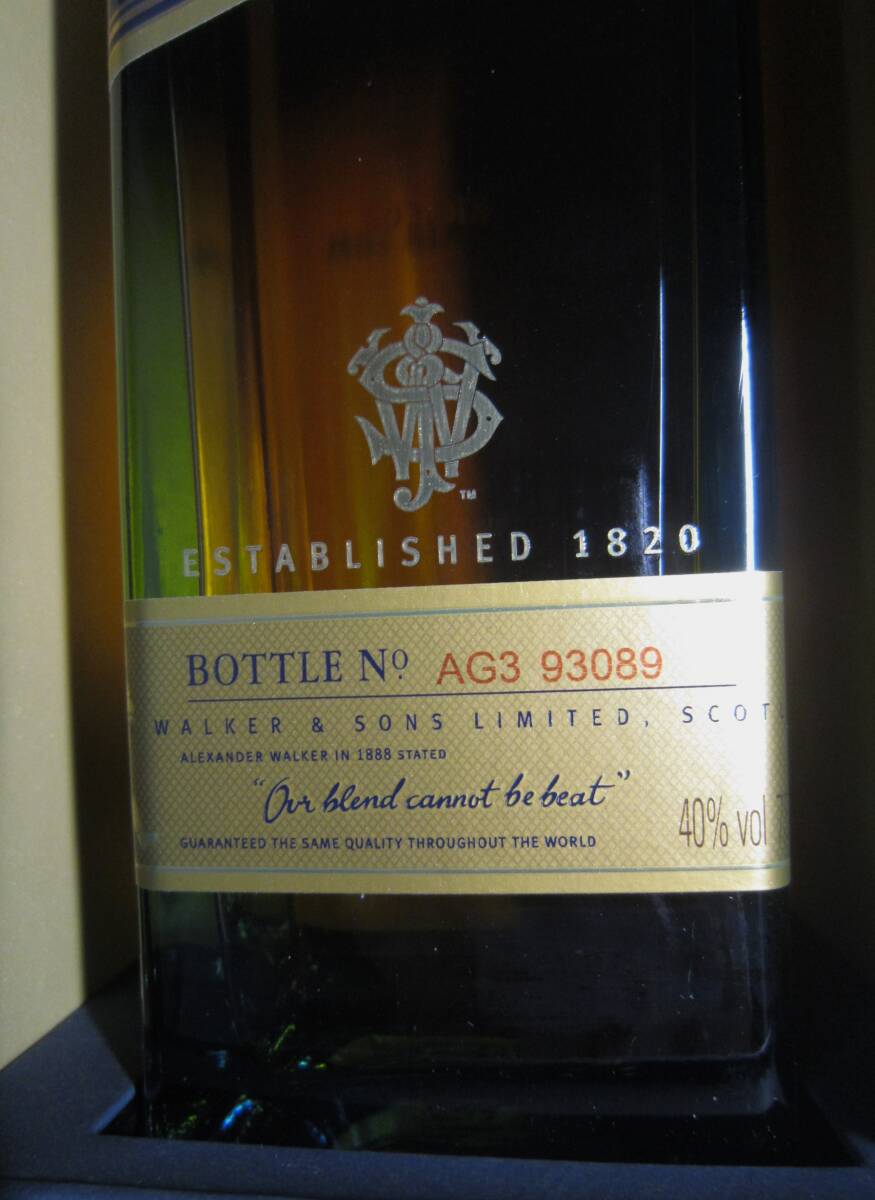 TM
ESTABLISHED 1820
BOTTLE Nº AG3 93089
WALKER & SONS LIMITED, SCOT
ALEXANDER WALKER IN 1888 STATED
"Our blend cannot be beat"
GUARANTEED THE SAME QUALITY THROUGHOUT THE WORLD
40% vol